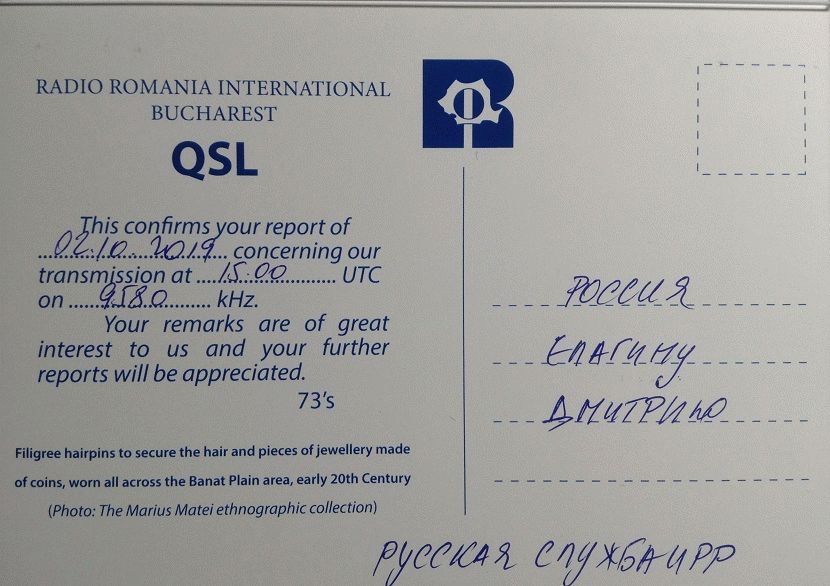 RADIO ROMANIA INTERNATIONAL
BUCHAREST
QSL
This confirms your report of
02.10.2019 concerning our
transmission at 15.00 UTC
on 9580 kHz.
Your remarks are of great
interest to us and your further
reports will be appreciated.
73's
Filigree hairpins to secure the hair and pieces of jewellery made
of coins, worn all across the Banat Plain area, early 20th Century
(Photo: The Marius Matei ethnographic collection)
РОССИЯ
ЕЛАГИНУ
ДМИТРИЮ
РУССКАЯ СЛУЖБА ИРР